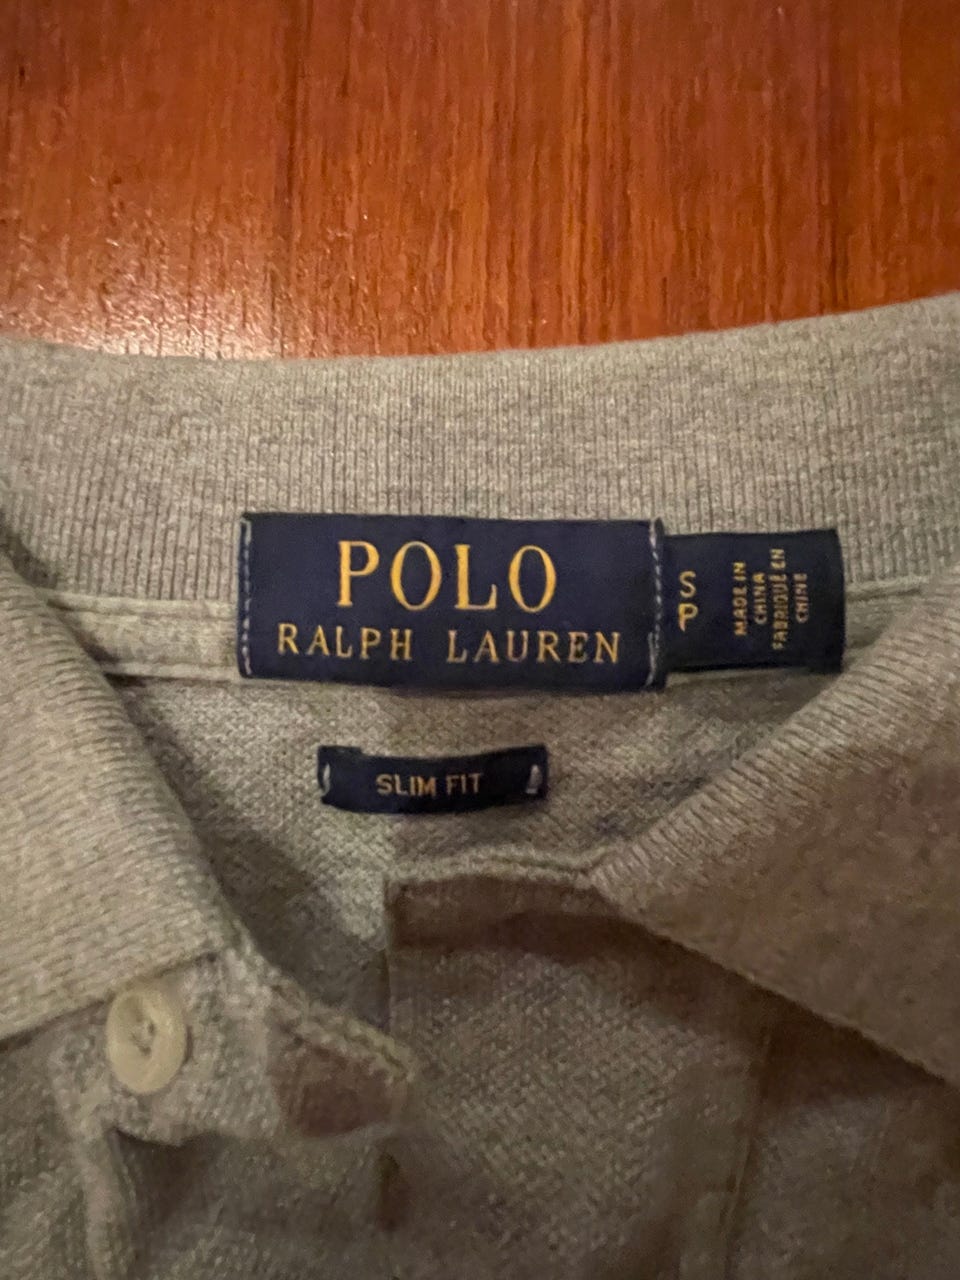 POLO
RALPH LAUREN
S
P
MADE IN
CHINA
FABRIQUÉ EN
CHINE
SLIM FIT